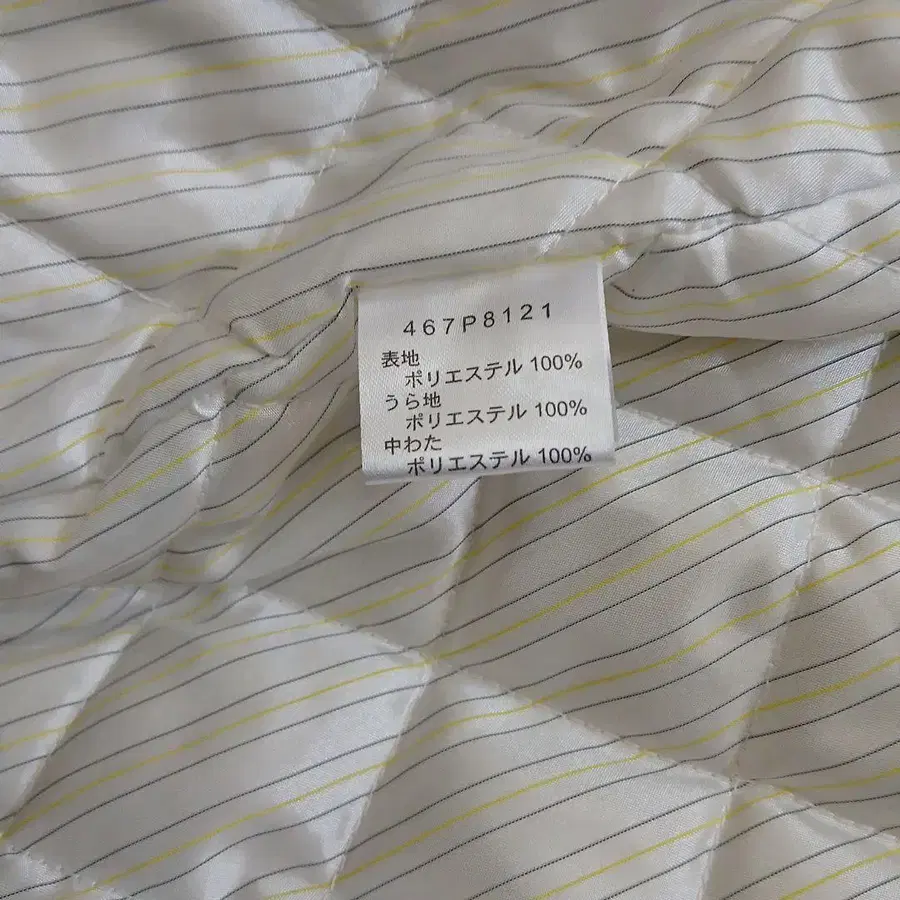 467P8121
表地
ポリエステル 100%
うら地
ポリエステル 100%
中わた
ポリエステル 100%